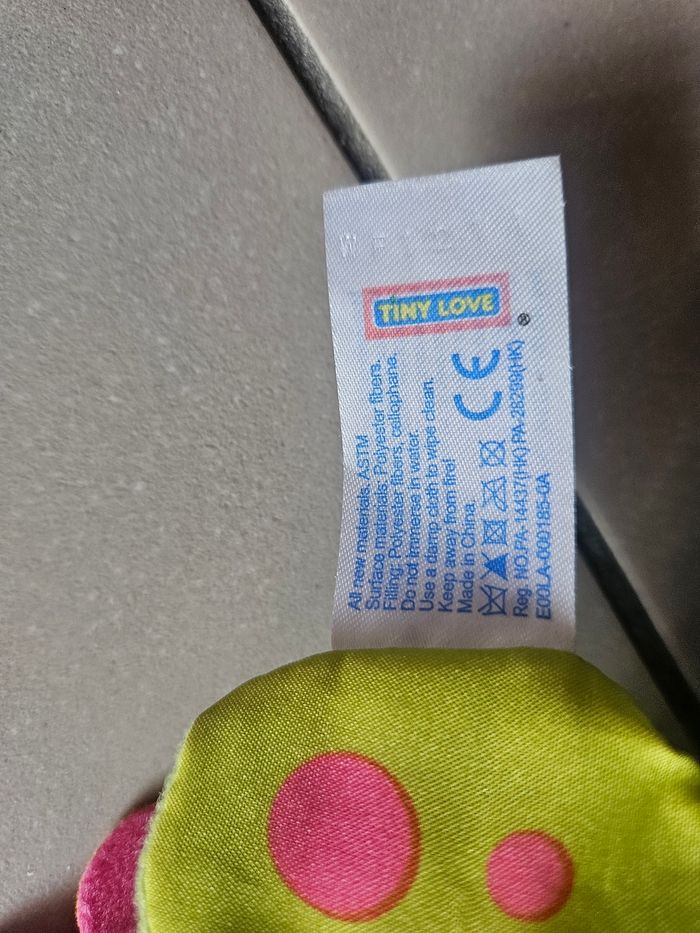 TINY LOVE
®
All new materials. ASTM
Surface materials: Polyester fibers.
Filling: Polyester fibers, cellophane.
Do not immerse in water.
Use a damp cloth to wipe clean.
Keep away from fire!
Made in China.
CE
Reg. NO.PA-14437(HK) PA-28299(HK)
E00LA-000185-0A